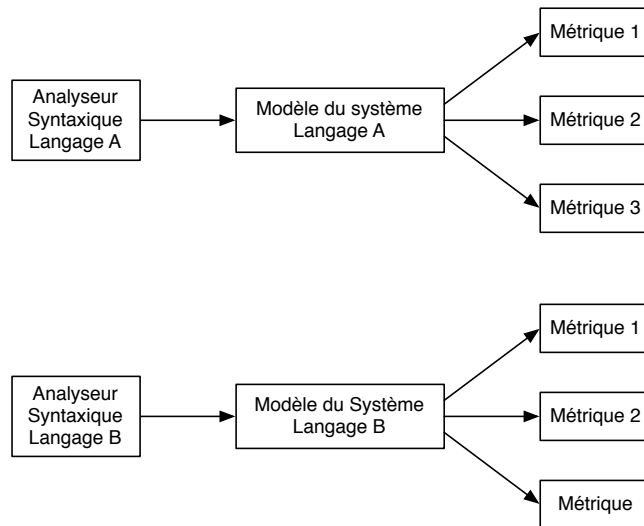 Métrique 1
Analyseur
Syntaxique
Langage A
Modèle du système
Langage A
Métrique 2
Métrique 3
Métrique 1
Analyseur
Syntaxique
Langage B
Modèle du Système
Langage B
Métrique 2
Métrique